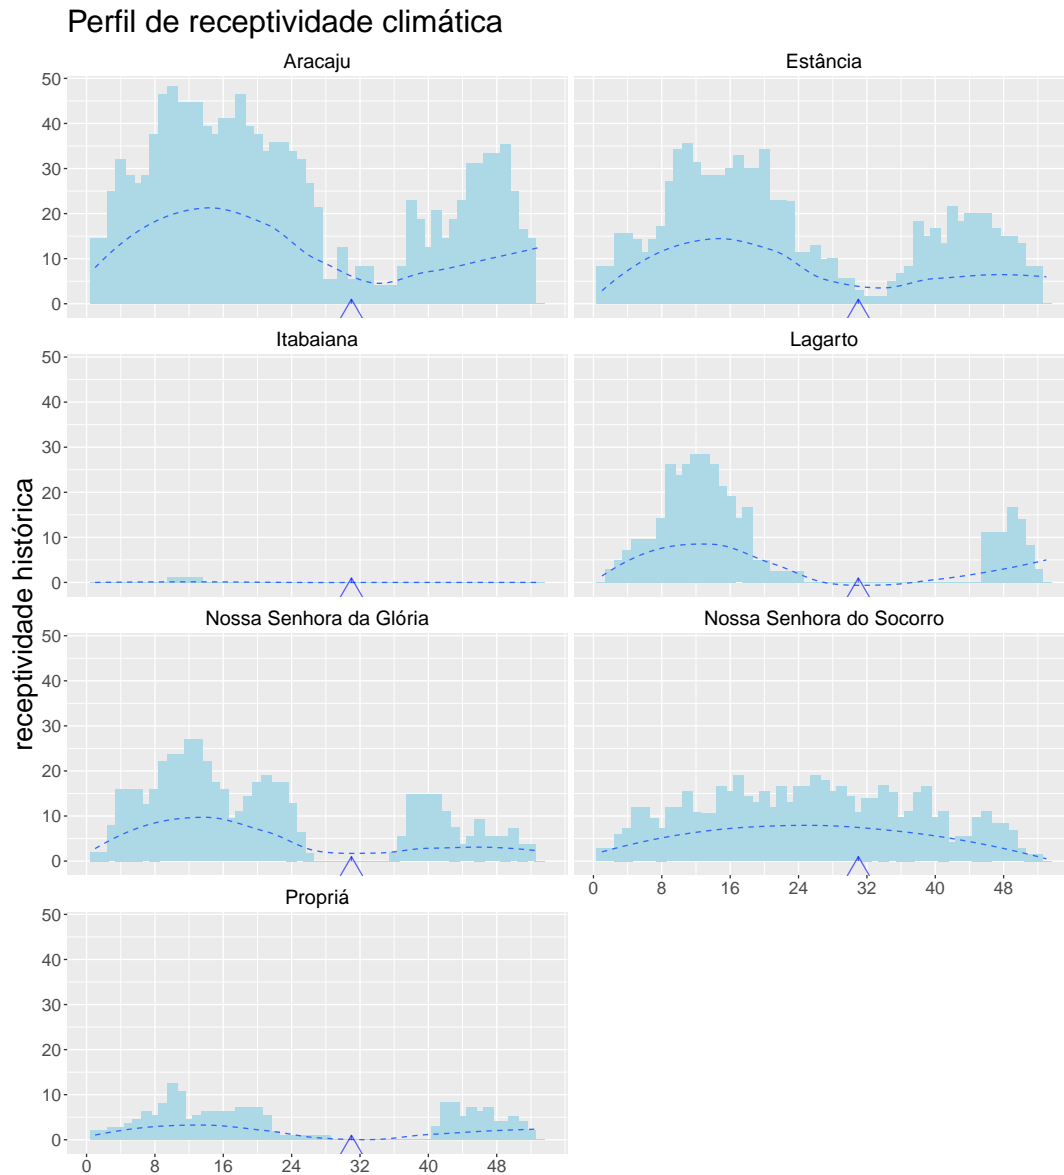 Perfil de receptividade climática
Aracaju
Estância
50
40
30
20
10
0
Itabaiana
Lagarto
50
40
30
20
10
0
receptividade histórica
Nossa Senhora da Glória
Nossa Senhora do Socorro
50
40
30
20
10
0
0 8 16 24 32 40 48
Propriá
50
40
30
20
10
0
0 8 16 24 32 40 48